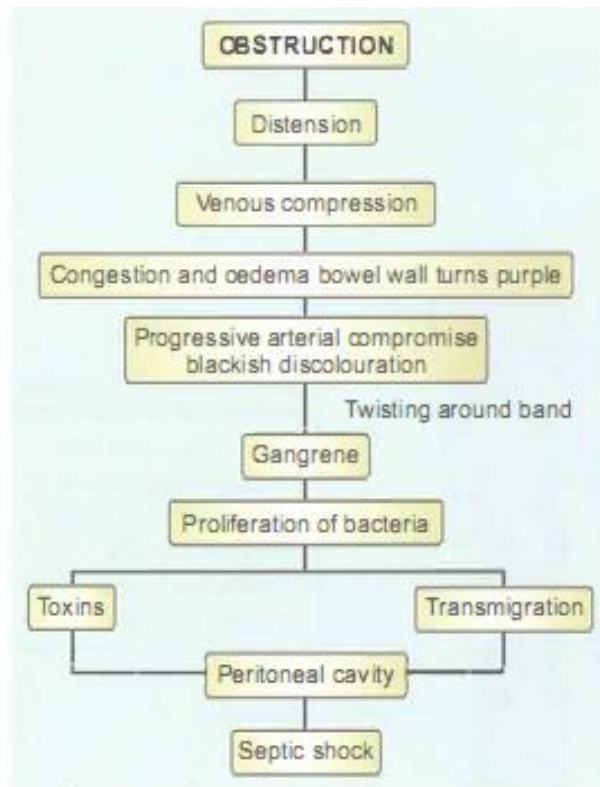 OBSTRUCTION
Distension
Venous compression
Congestion and oedema bowel wall turns purple
Progressive arterial compromise
blackish discolouration
Twisting around band
Gangrene
Proliferation of bacteria
Toxins
Transmigration
Peritoneal cavity
Septic shock